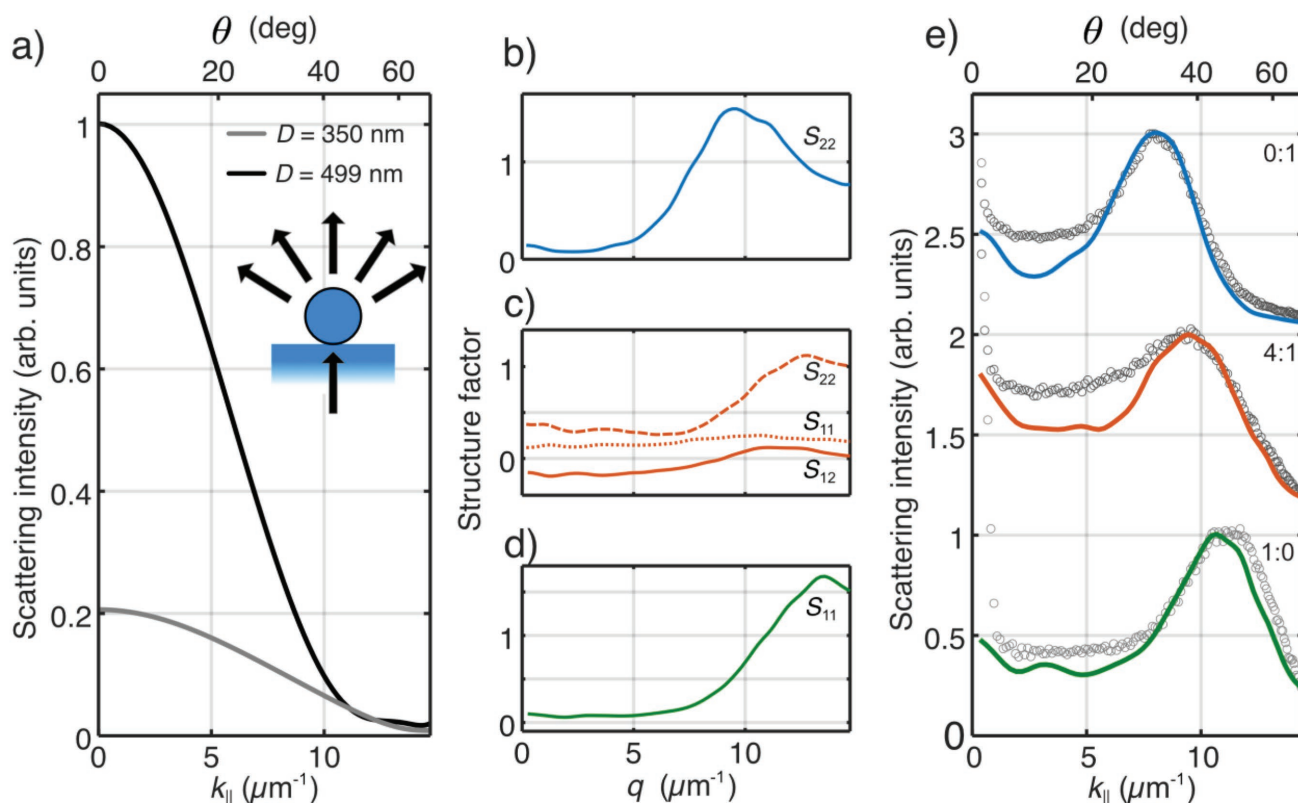 a)
θ (deg)
0 20 40 60
Scattering intensity (arb. units)
1
0.8
0.6
0.4
0.2
0
D = 350 nm
D = 499 nm
0 5 10
k|| (μm-1)
b)
S22
1
0
c)
Structure factor
1
0
S22
S11
S12
d)
S11
1
0
0 5 10
q (μm-1)
e)
θ (deg)
0 20 40 60
Scattering intensity (arb. units)
3
2.5
2
1.5
1
0.5
0
0:1
4:1
1:0
0 5 10
k|| (μm-1)